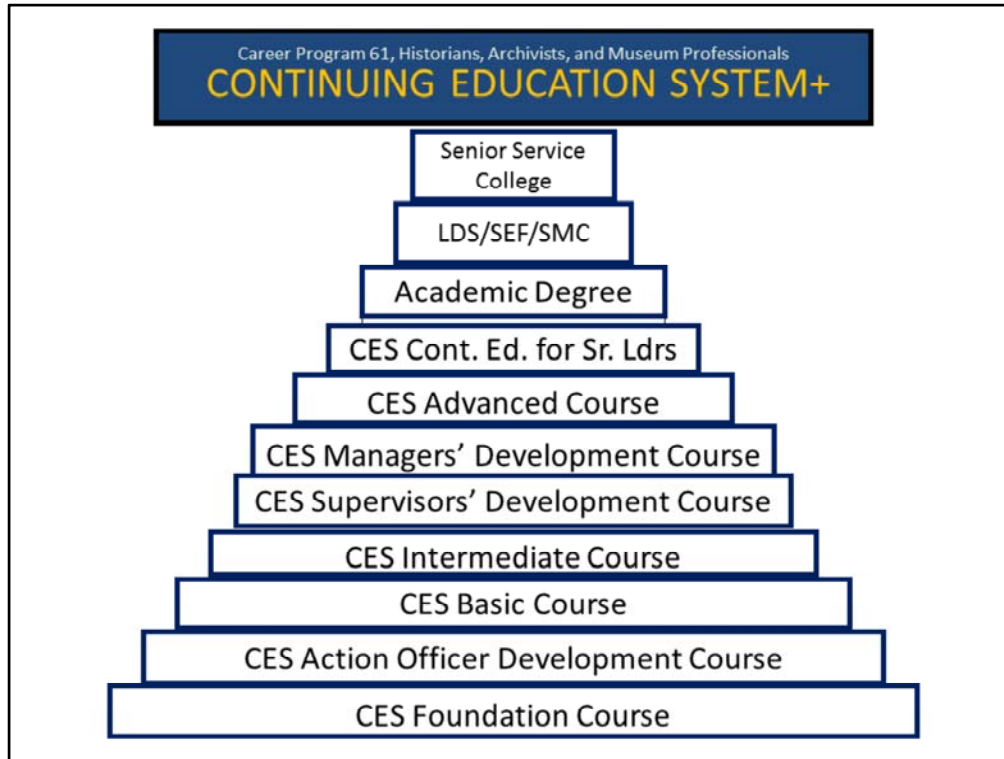 Career Program 61, Historians, Archivists, and Museum Professionals
CONTINUING EDUCATION SYSTEM+
Senior Service
College
LDS/SEF/SMC
Academic Degree
CES Cont. Ed. for Sr. Ldrs
CES Advanced Course
CES Managers’ Development Course
CES Supervisors’ Development Course
CES Intermediate Course
CES Basic Course
CES Action Officer Development Course
CES Foundation Course